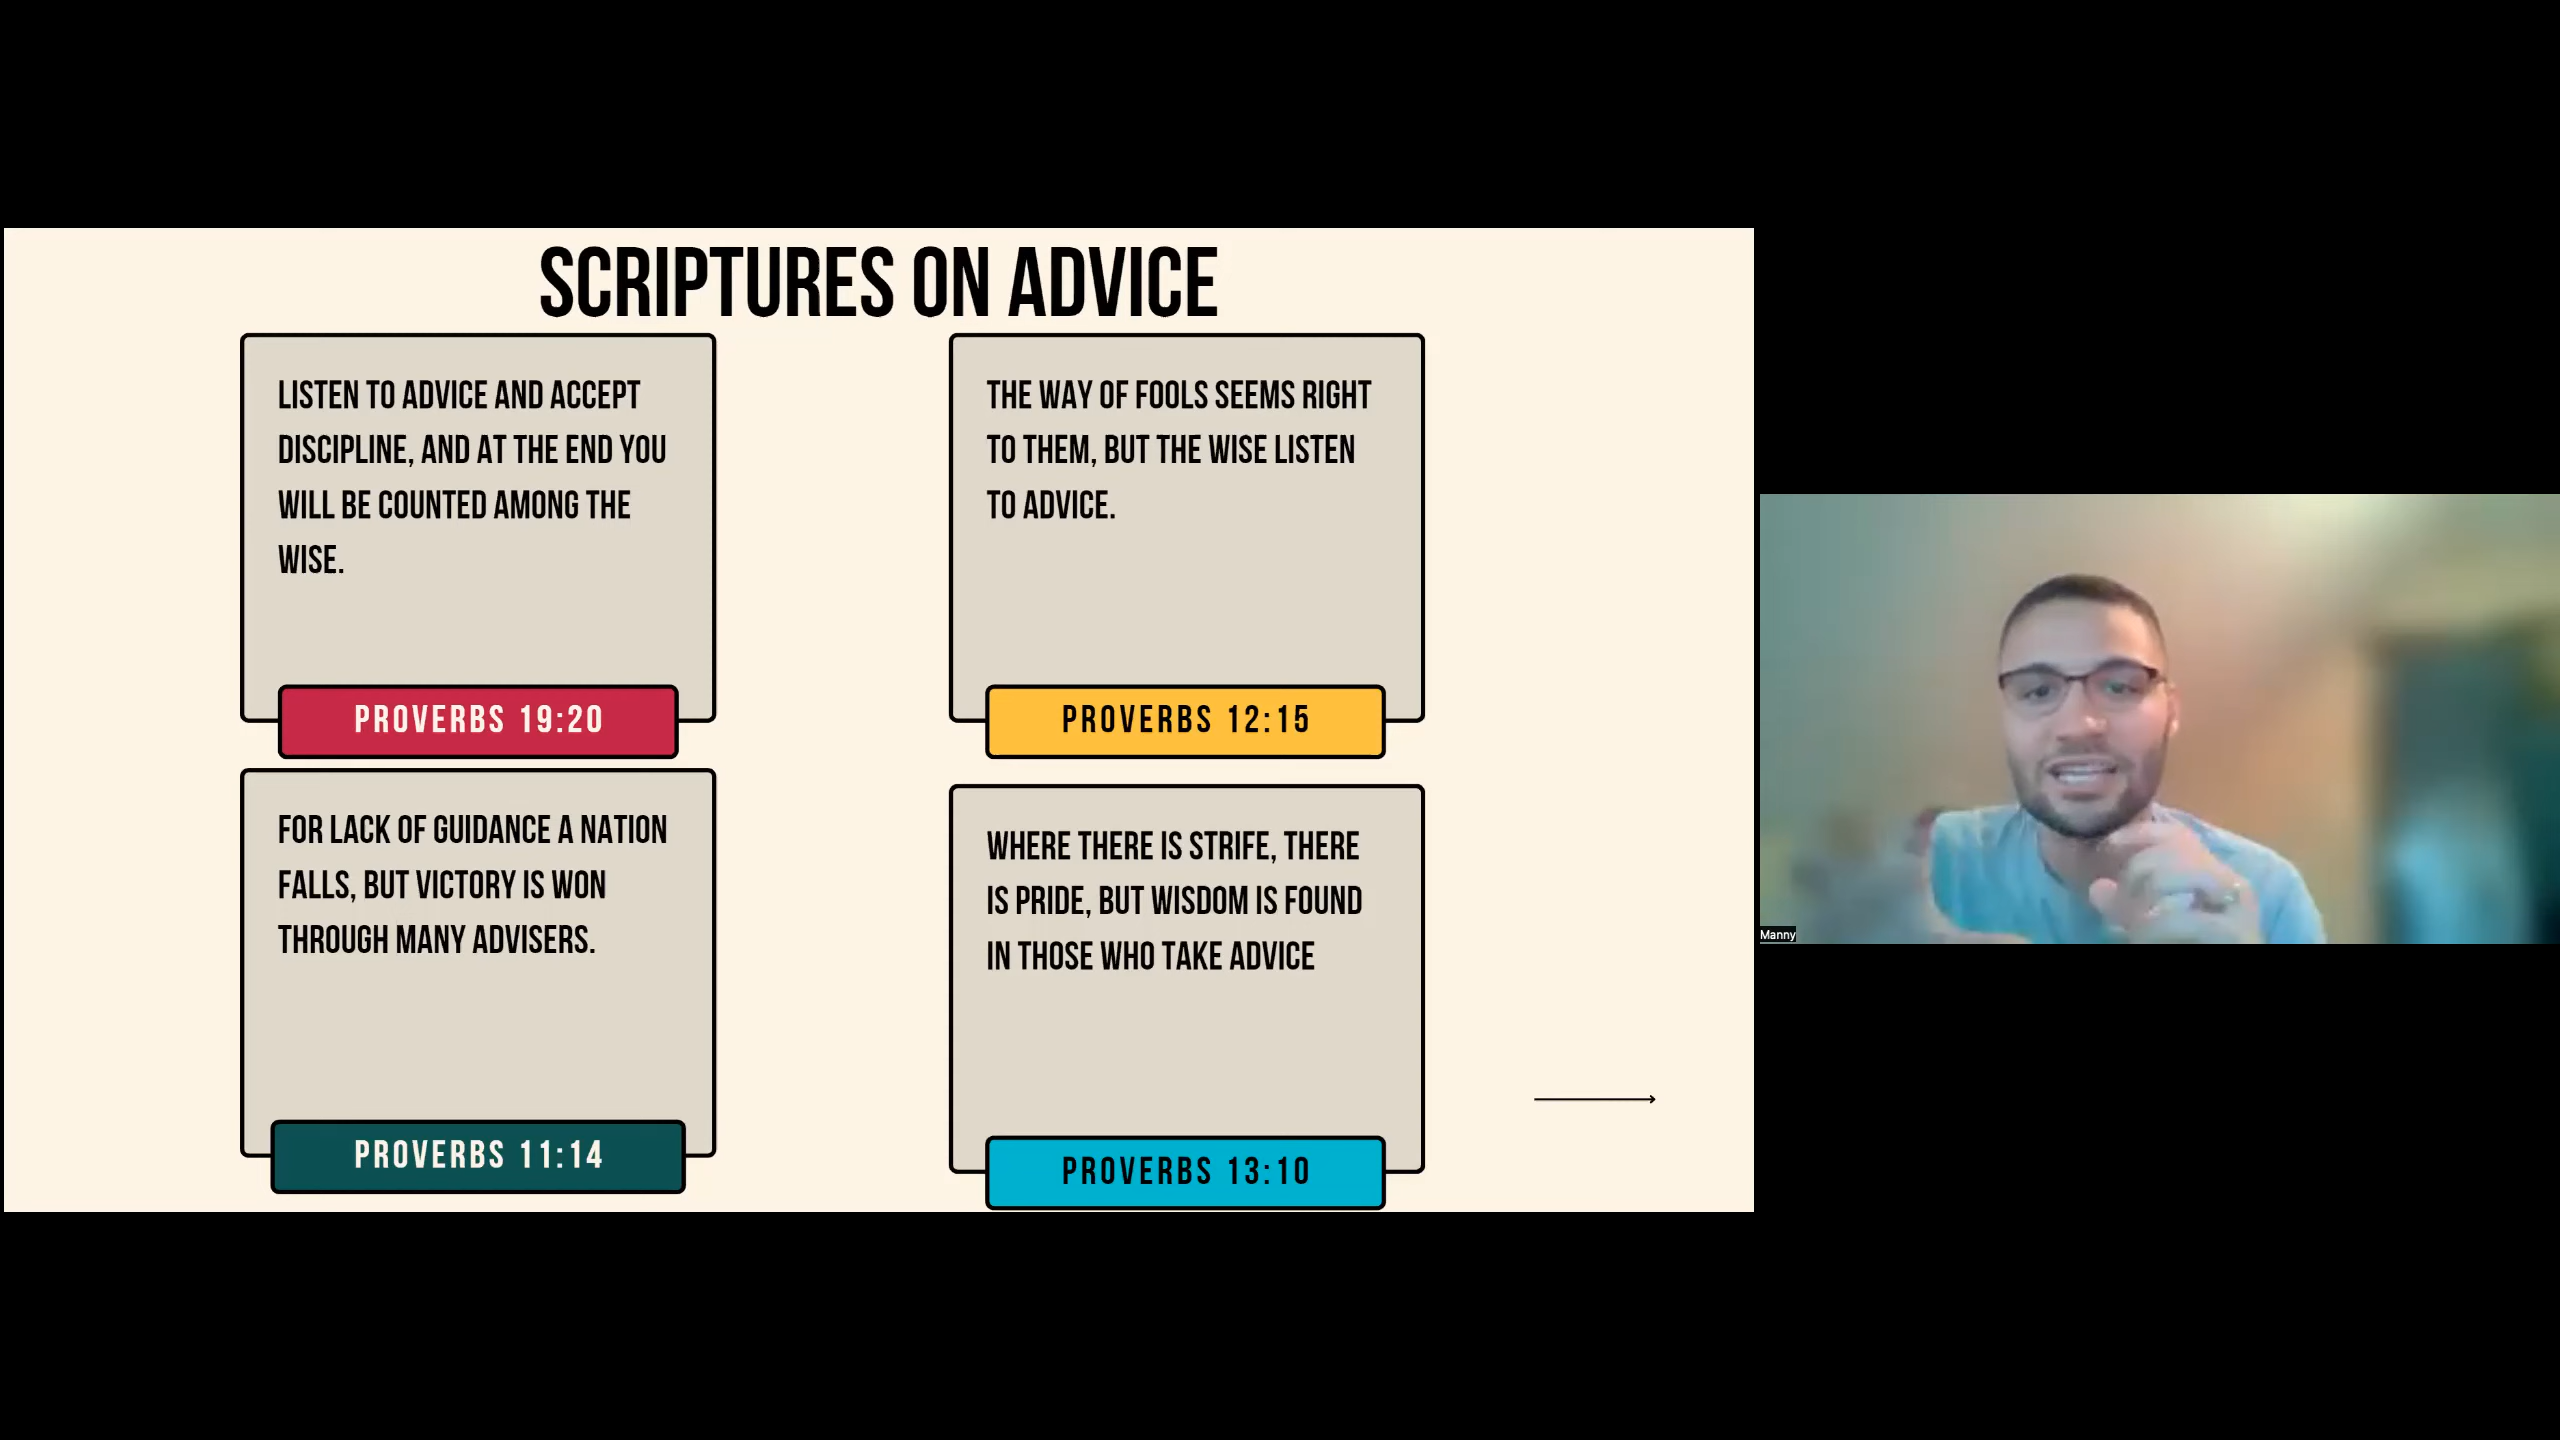 SCRIPTURES ON ADVICE
LISTEN TO ADVICE AND ACCEPT
DISCIPLINE, AND AT THE END YOU
WILL BE COUNTED AMONG THE
WISE.
PROVERBS 19:20
THE WAY OF FOOLS SEEMS RIGHT
TO THEM, BUT THE WISE LISTEN
TO ADVICE.
PROVERBS 12:15
FOR LACK OF GUIDANCE A NATION
FALLS, BUT VICTORY IS WON
THROUGH MANY ADVISERS.
PROVERBS 11:14
WHERE THERE IS STRIFE, THERE
IS PRIDE, BUT WISDOM IS FOUND
IN THOSE WHO TAKE ADVICE
PROVERBS 13:10
Manny